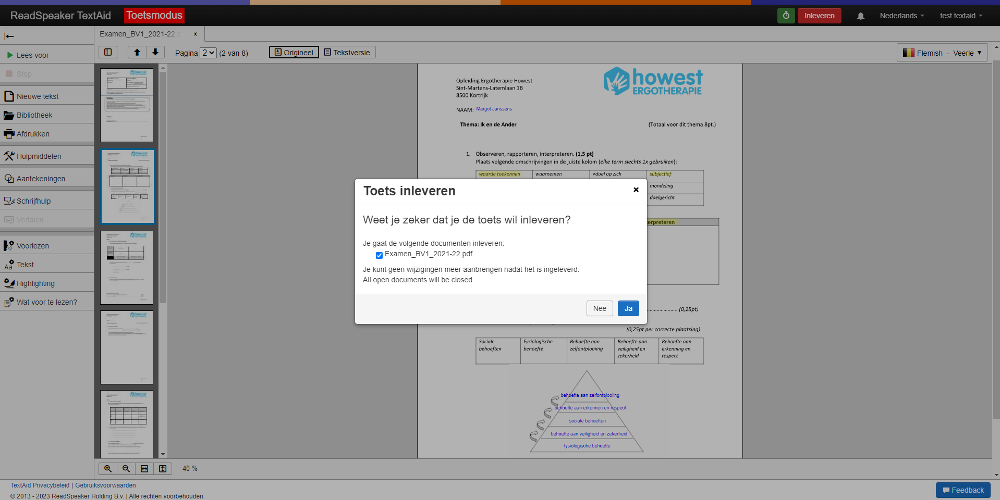 ReadSpeaker TextAid
Toetsmodus
Inleveren
Nederlands
test textaid
Examen_BV1_2021-22.p
x
Lees voor
Stop
Nieuwe tekst
Bibliotheek
Afdrukken
Hulpmiddelen
Aantekeningen
Schrijfhulp
Vertalen
Voorlezen
Tekst
Highlighting
Wat voor te lezen?
Pagina 2 (2 van 8)
Origineel
Tekstversie
Flemish - Veerle
Opleiding Ergotherapie Howest
Sint-Martens-Latemlaan 1B
8500 Kortrijk
howest
ERGOTHERAPIE
NAAM: Margot Janssens
Thema: Ik en de Ander
(Totaal voor dit thema 8pt.)
1. Observeren, rapporteren, interpreteren. (1,5 pt)
Plaats volgende omschrijvingen in de juiste kolom (elke term slechts 1x gebruiken):
waarde toekennen waarnemen ≠doel op zich subjectief
mondeling
doelgericht
erpreteren
Toets inleveren
Weet je zeker dat je de toets wil inleveren?
Je gaat de volgende documenten inleveren:
Examen_BV1_2021-22.pdf
Je kunt geen wijzigingen meer aanbrengen nadat het is ingeleverd.
All open documents will be closed.
Nee
Ja
(0,25pt)
(0,25pt per correcte plaatsing)
Sociale behoeften
Fysiologische behoefte
Behoefte aan zelfontplooiing
Behoefte aan veiligheid en zekerheid
Behoefte aan erkenning en respect
behoefte aan zelfontplooiing
behoefte aan erkennen en respect
sociale behoeften
behoefte aan veiligheid en zekerheid
fysiologische behoefte
40 %
TextAid Privacybeleid | Gebruiksvoorwaarden
© 2013 - 2023 ReadSpeaker Holding B.v. | Alle rechten voorbehouden.
Feedback